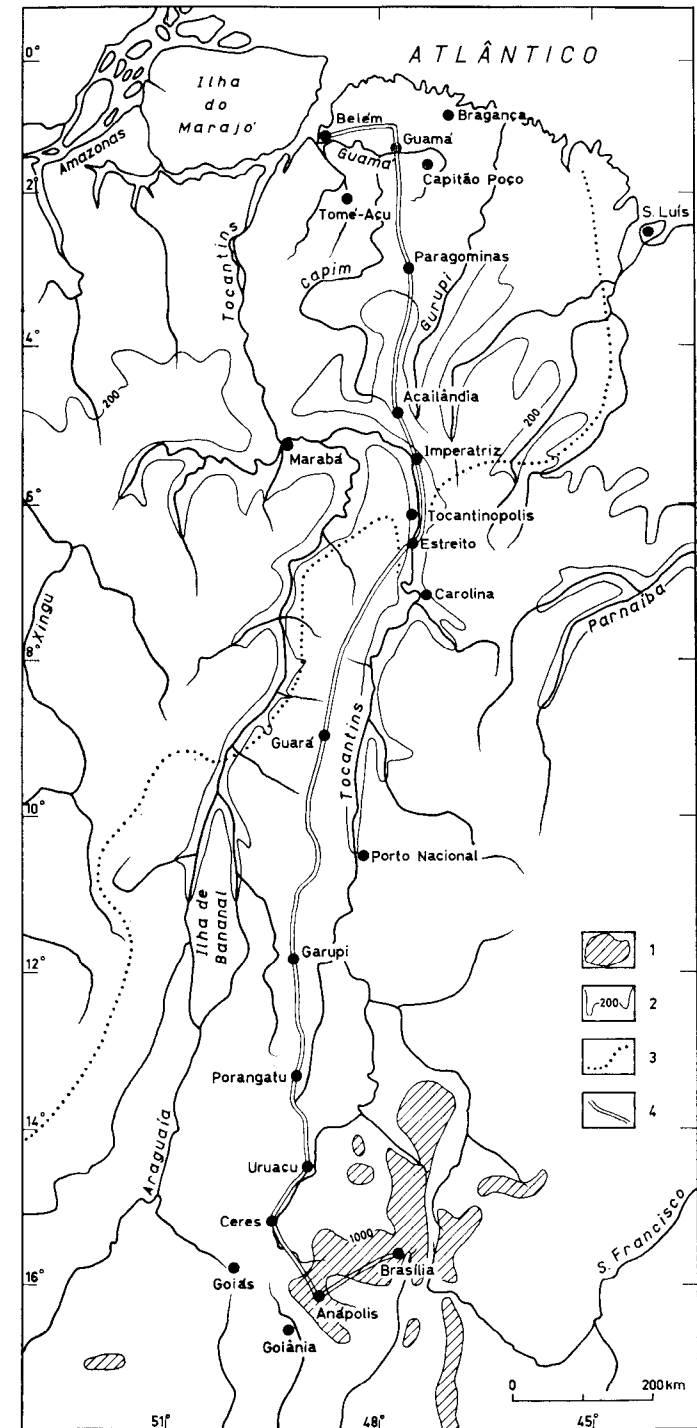 ATLÂNTICO
0°
Ilha
do
Marajó
Belém
Bragança
Guamá
Amazonas
Guamá
Capitão Poço
2°
Tomé-Açu
S. Luís
Tocantins
Capim
Paragominas
Gurupi
4°
200
Acailândia
200
Imperatriz
Marabá
6°
Tocantinopolis
Estreito
Carolina
Xingu
Parnaíba
8°
Guará
Tocantins
10°
Porto Nacional
Ilha de
Bananal
Garupi
1
12°
200
2
Porangatu
3
14°
4
Araguaía
Uruaçu
Ceres
1000
S. Francisco
Brasília
16°
Goiás
Anápolis
Goiânia
0 200 km
51° 48° 45°